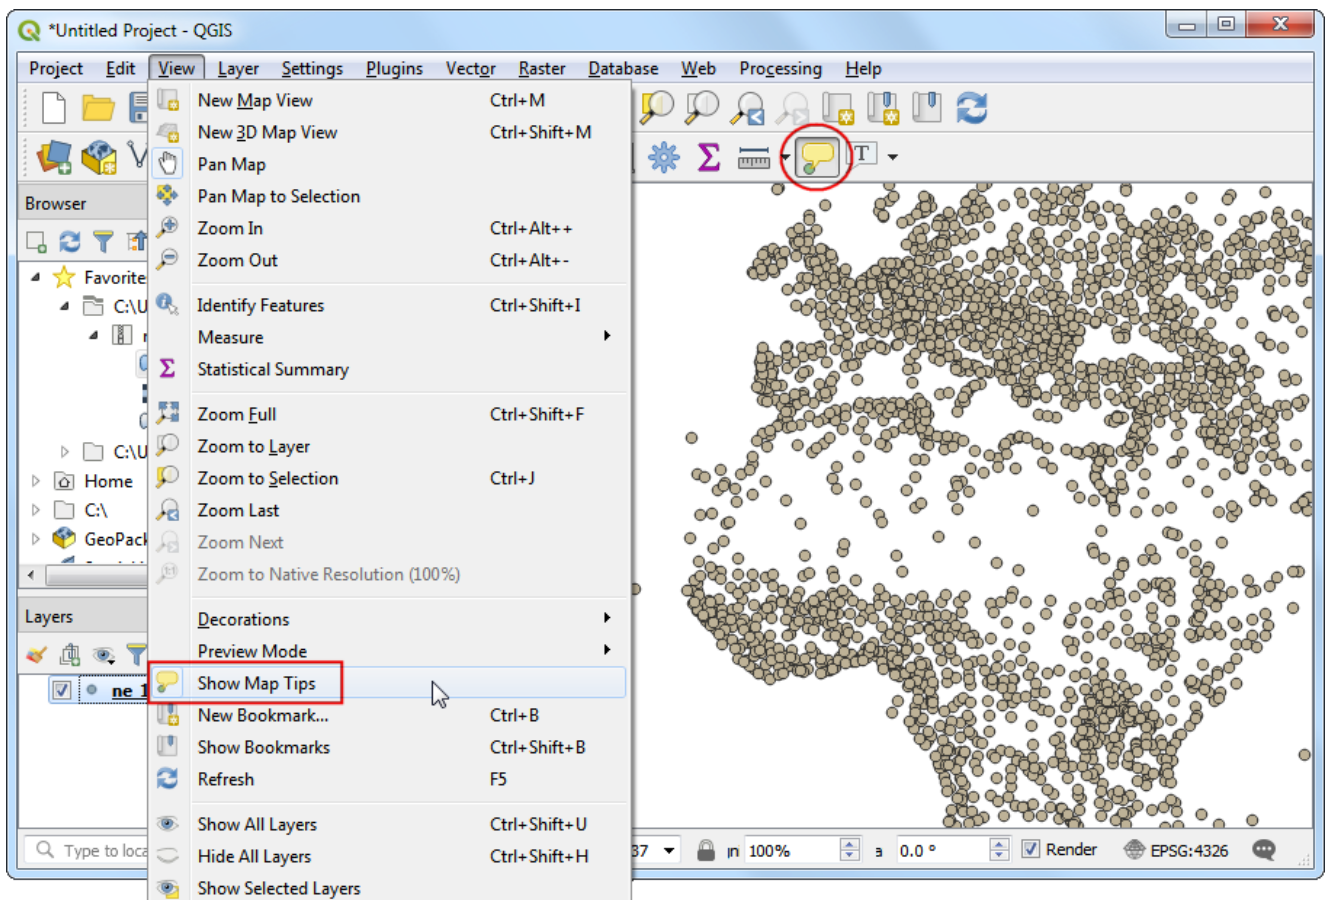 *Untitled Project - QGIS
Project Edit View Layer Settings Plugins Vector Raster Database Web Processing Help
New Map View Ctrl+M
New 3D Map View Ctrl+Shift+M
Pan Map
Pan Map to Selection
Zoom In Ctrl+Alt++
Zoom Out Ctrl+Alt+-
Identify Features Ctrl+Shift+I
Measure
Statistical Summary
Zoom Full Ctrl+Shift+F
Zoom to Layer
Zoom to Selection Ctrl+J
Zoom Last
Zoom Next
Zoom to Native Resolution (100%)
Decorations
Preview Mode
Show Map Tips
New Bookmark... Ctrl+B
Show Bookmarks Ctrl+Shift+B
Refresh F5
Show All Layers Ctrl+Shift+U
Hide All Layers Ctrl+Shift+H
Show Selected Layers
T
Browser
Favorite
C:\U
C:\U
Home
C:\
GeoPack
Layers
ne_1
Type to loca
37 100% 0.0 ° Render EPSG:4326